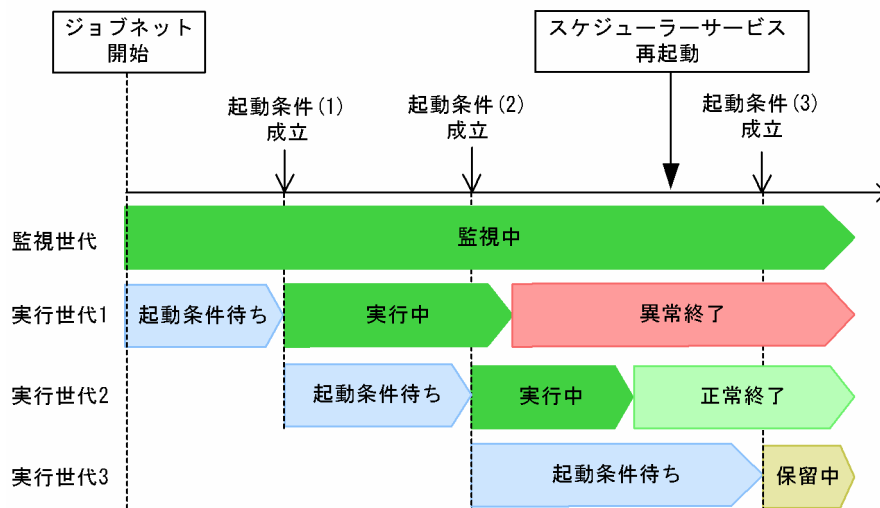 ジョブネット
開始
スケジューラーサービス
再起動
起動条件(1)
成立
起動条件(2)
成立
起動条件(3)
成立
監視世代
監視中
実行世代1
起動条件待ち
実行中
異常終了
実行世代2
起動条件待ち
実行中
正常終了
実行世代3
起動条件待ち
保留中